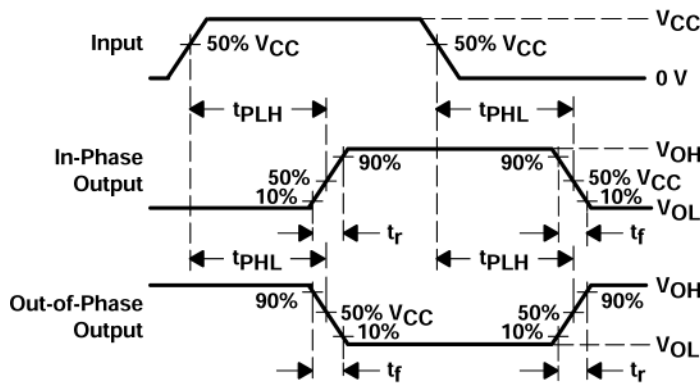 Input
50% VCC
50% VCC
VCC
0 V
tPLH
tPHL
In-Phase
Output
50%
10%
90%
90%
VOH
50% VCC
10%
VOL
tr
tf
tPHL
tPLH
Out-of-Phase
Output
90%
50% VCC
10%
50%
10%
VOH
90%
VOL
tf
tr